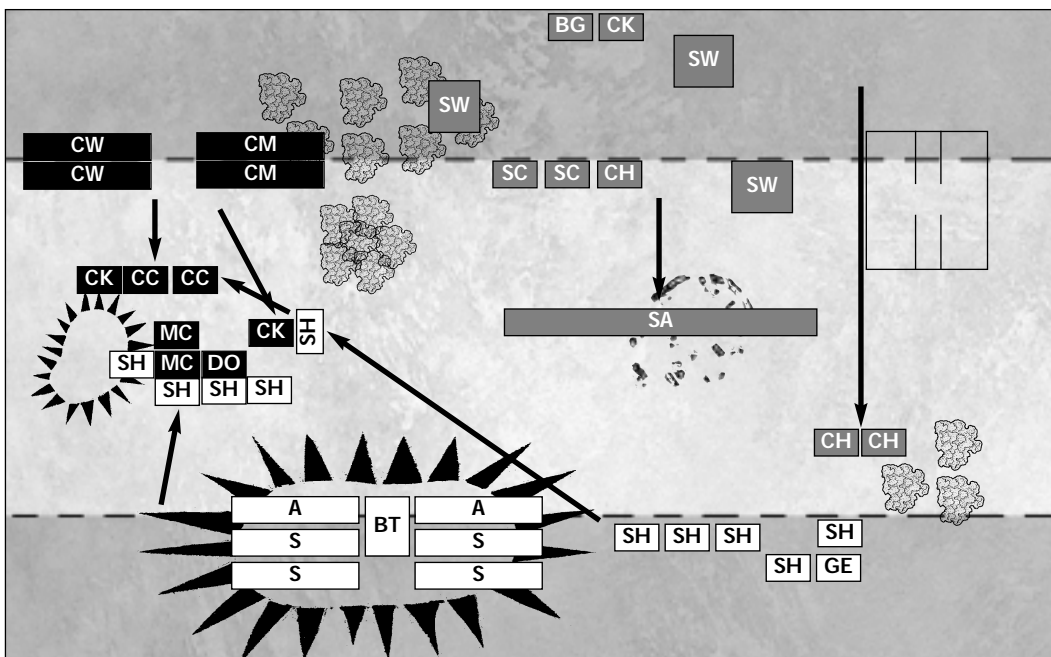 BG CK
SW
SW
CW CM
CW CM
SC SC CH
SW
CK CC CC
SA
CK SH
MC
SH MC DO
SH SH SH
CH CH
A BT A
S S
S S
SH SH SH SH
SH GE